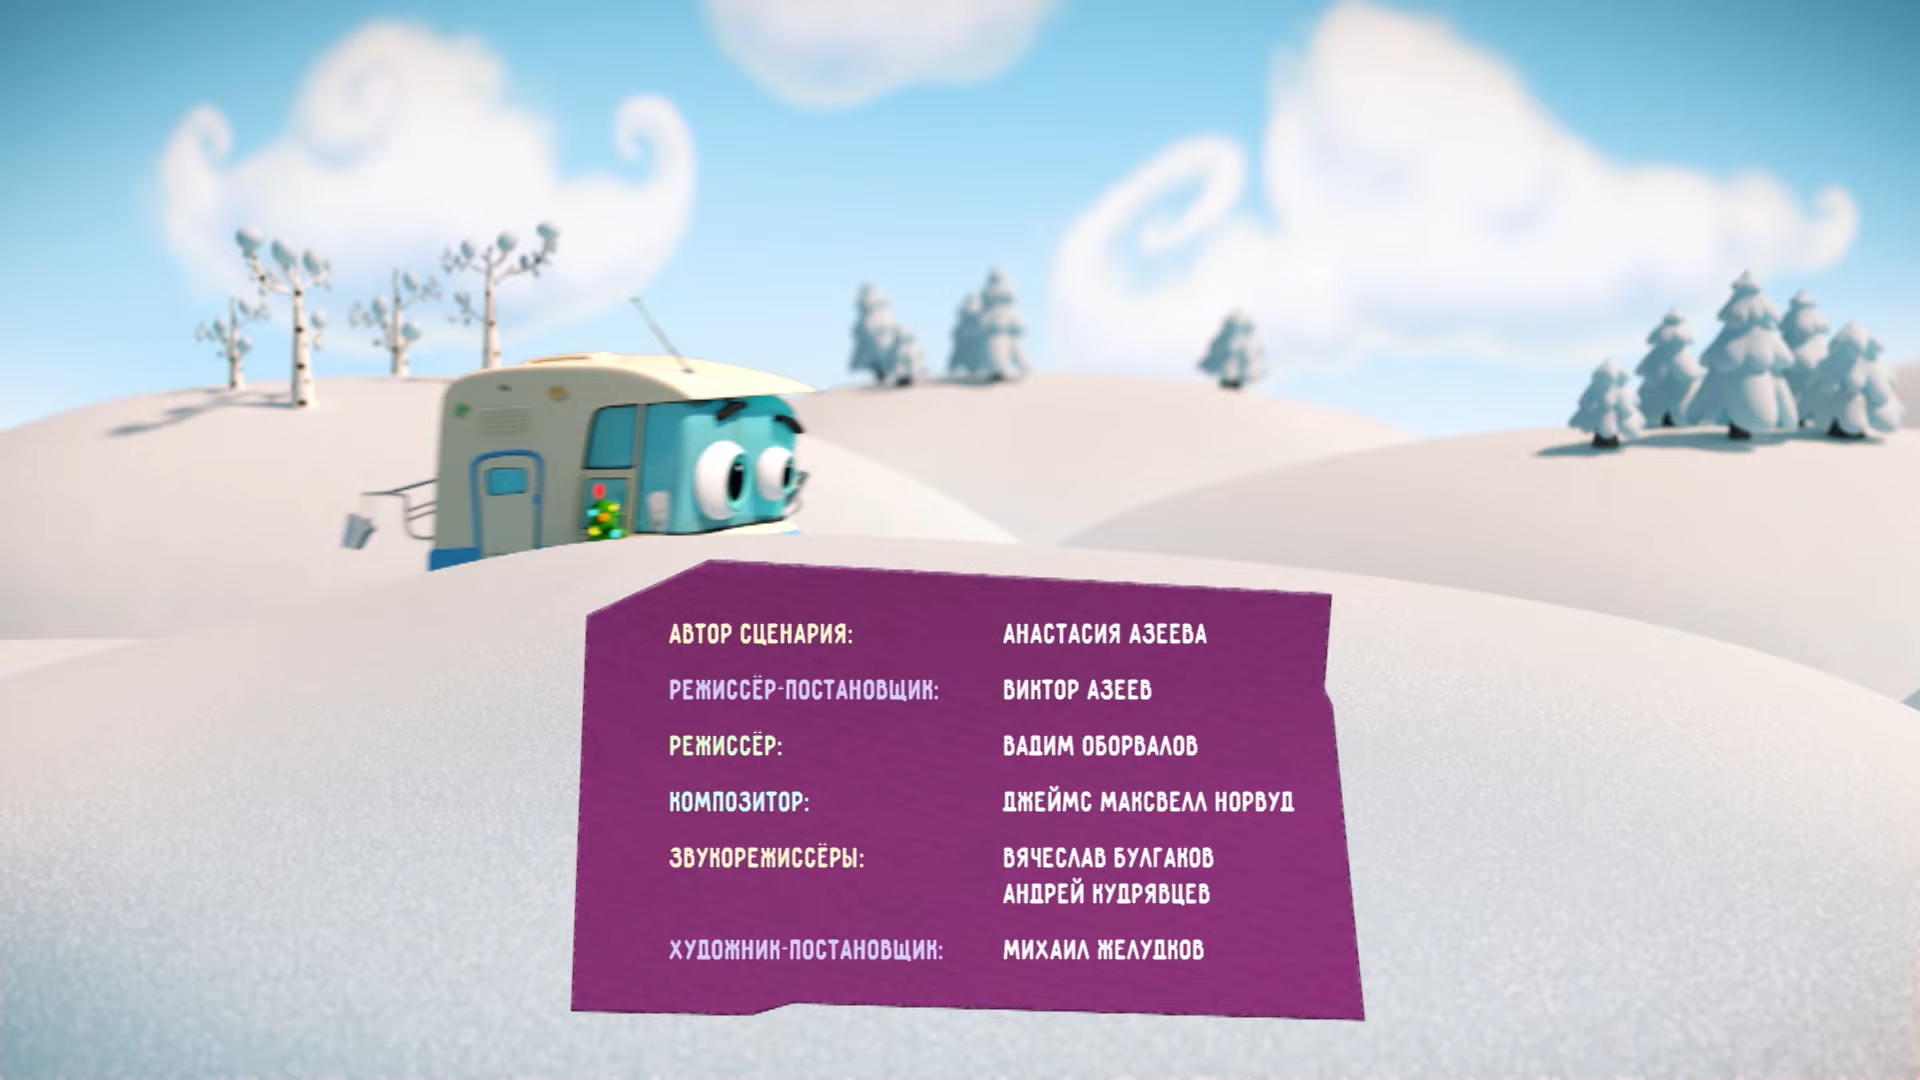 АВТОР СЦЕНАРИЯ: АНАСТАСИЯ АЗЕЕВА
РЕЖИССЁР-ПОСТАНОВЩИК: ВИКТОР АЗЕЕВ
РЕЖИССЁР: ВАДИМ ОБОРВАЛОВ
КОМПОЗИТОР: ДЖЕЙМС МАКСВЕЛЛ НОРВУД
ЗВУКОРЕЖИССЁРЫ: ВЯЧЕСЛАВ БУЛГАКОВ
АНДРЕЙ КУДРЯВЦЕВ
ХУДОЖНИК-ПОСТАНОВЩИК: МИХАИЛ ЖЕЛУДКОВ